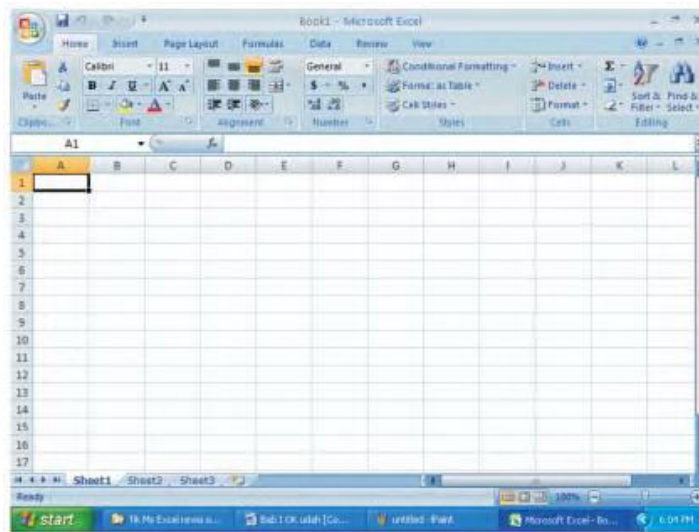 Book1 - Microsoft Excel
Home Insert Page Layout Formulas Data Review View
Calibri 11 General Conditional Formatting Insert Σ
Paste B I U A A $ % , Format as Table Delete Sort & Find &
A Cell Styles Format Filter Select
Font Alignment Number Styles Cells Editing
A1 fx
A B C D E F G H I J K L
1
2
3
4
5
6
7
8
9
10
11
12
13
14
15
16
17
Sheet1 Sheet2 Sheet3
Ready 100%
start untitled - Paint Microsoft Excel - Bo...